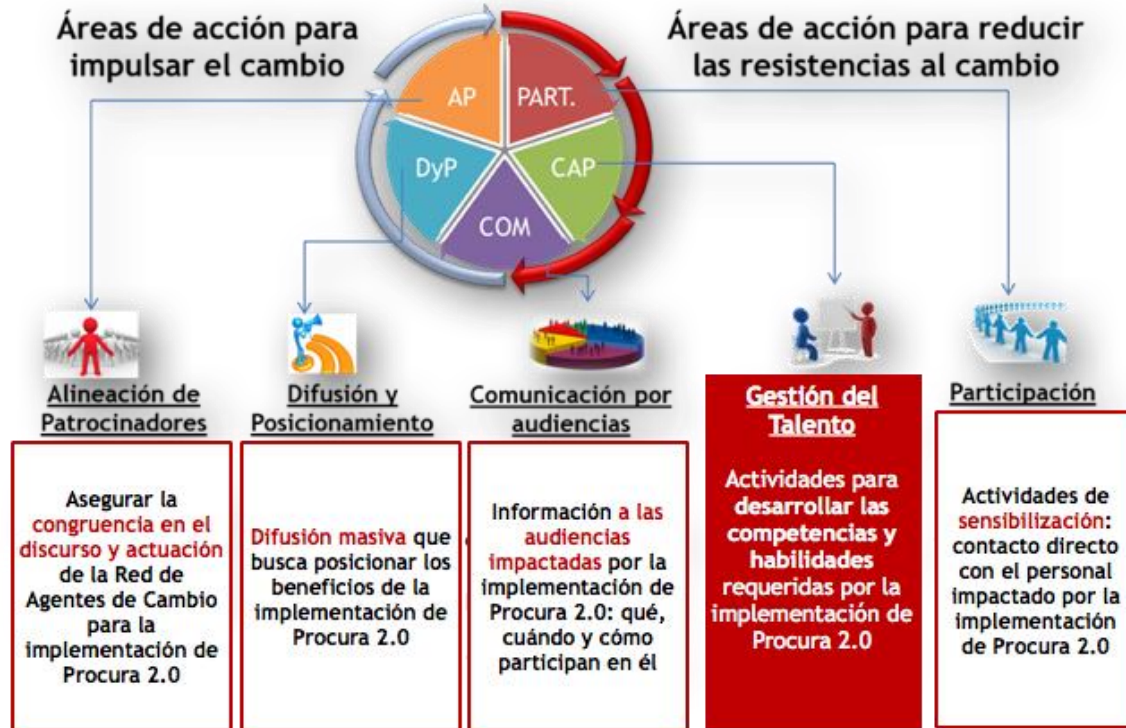 Áreas de acción para
impulsar el cambio
Áreas de acción para reducir
las resistencias al cambio
AP
PART.
DyP
CAP
COM
Alineación de
Patrocinadores
Asegurar la
congruencia en el
discurso y actuación
de la Red de
Agentes de Cambio
para la
implementación de
Procura 2.0
Difusión y
Posicionamiento
Difusión masiva que
busca posicionar los
beneficios de la
implementación de
Procura 2.0
Comunicación por
audiencias
Información a las
audiencias
impactadas por la
implementación de
Procura 2.0: qué,
cuándo y cómo
participan en él
Gestión del
Talento
Actividades para
desarrollar las
competencias y
habilidades
requeridas por la
implementación de
Procura 2.0
Participación
Actividades de
sensibilización:
contacto directo
con el personal
impactado por la
implementación
de Procura 2.0